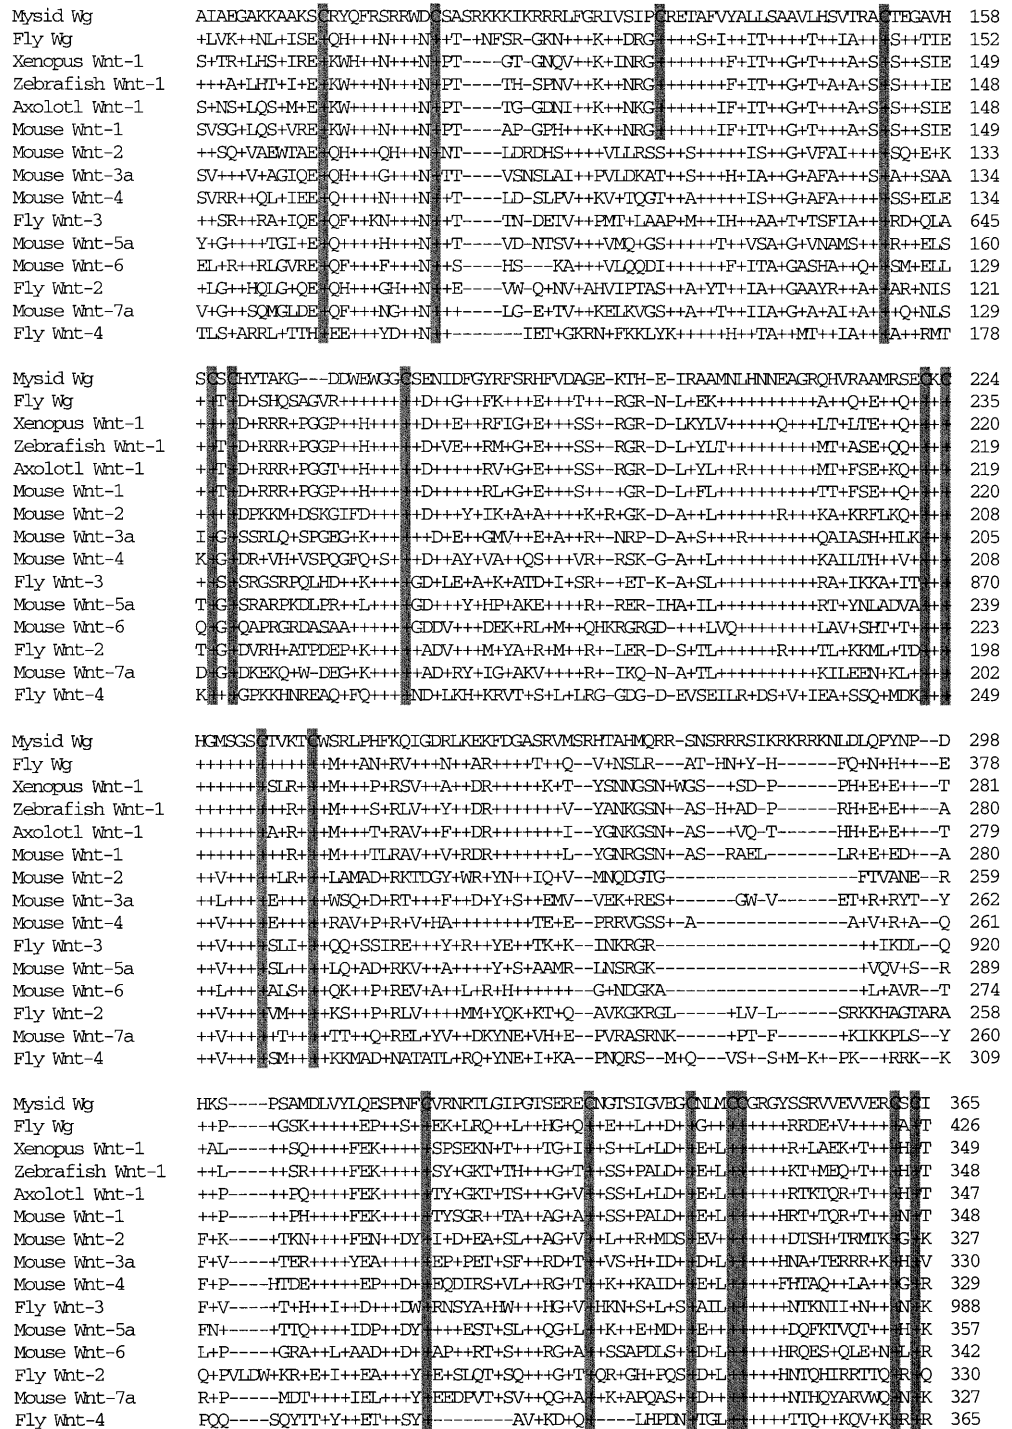 Mysid Wg AIAEGAKKAAKSCRYQFRSRRWDCSASRKKKIKRRRLFGRIVSIPCRETAFVYALLSAAVLHSVTRACTEGAVH 158
Fly Wg +LVK++NL+ISE+QH+++N+++N++T-+NFSR-GKN+++K++DRG+++++S+I++IT++++T++IA+++S++TIE 152
Xenopus Wnt-1 S+TR+LHS+IRE+KWH++N+++N+PT----GT-GNQV++K+INRG++++++IF+IT++G+T+++A+S+S++SIE 149
Zebrafish Wnt-1 +++A+LHT+I+E+KW++++N+++N+PT----TH-SPNV++K++NKG++++++IF+IT++G+T+A+A+S+S+++SIE 148
Axolotl Wnt-1 S+NS+LQS+M+E+KW+++++N+++N+PT----TG-GDNI++K++NKG++++++IF+IT++G+T+++A+S+S++SIE 148
Mouse Wnt-1 SVSG+LQS+VRE+KW+++N+++N+PT----AP-GPH+++K++NRG++++++IF+IT++G+T+++A+S+S++SIE 149
Mouse Wnt-2 ++SQ+VAEWTAE+QH+++QH+++N+NT----LDRDHS++++VLLRSS++S+++++IS++G+VFAI++++SQ+E+K 133
Mouse Wnt-3a SV+++V+AGIQE+QH+++G+++N+TT----VSNSLAI++PVLDKAT++S+++H+IA++G+AFA+++S+A++SAA 134
Mouse Wnt-4 SVRR++QL+IEE+QH+++++N++++N+T----LD-SLPV++KV+TQGT++A++++IS++G+AFA++++SS+ELE 134
Fly Wnt-3 ++SR++RA+IQE+QF++KN+++N++T----TN-DETV++PMT+LAAP+M++IH++AA+T+TSFIA+++RD+QLA 645
Mouse Wnt-5a Y+G++++TGI+E+Q++++H+++N++T----VD-NTSV+++VMQ+GS+++++T++VSA+G+VNAMS+++R++ELS 160
Mouse Wnt-6 EL+R++RLGVRE+QF+++F+++N++S----HS---KA+++VLQQDI++++++F+ITA+GASHA++Q++SM+ELL 129
Fly Wnt-2 +LG++HQLG+QE+QH+++GH++N++E----VW-Q+NV+AHVIPTAS++A+YT++IA++GAAYR++A++AR+NIS 121
Mouse Wnt-7a V+G++SQMGLDE+QF+++NG+N++++----LG-E+TV++KELKVGS++A+++T++IIA+G+A+AI+A++Q+NLS 129
Fly Wnt-4 TLS+ARRL+TTH+EE+++YD++N++---------IET+GKRN+FKKLYK+++++H++TA++MT++IA++A++RMT 178
Mysid Wg SCSCHYTAKG---DDWEWGGCSENIDFGYRFSRHFVDAGE-KTH-E-IRAAMNLHNNEAGRQHVRAAMRSECKC 224
Fly Wg ++T+D+SHQSAGVR+++++++D++G++FK+++E+++T++-RGR-N-L+EK++++++++++A++Q+E++Q+++ 235
Xenopus Wnt-1 ++T+D+RRR+PGGP++H+++++D++E++RFIG+E+++SS+-RGR-D-LKYLV+++++Q+++LT+LTE++Q+++ 220
Zebrafish Wnt-1 ++T+D+RRR+PGGP++H+++++D+VE++RM+G+E+++SS+-RGR-D-L+YLT+++++++++MT+ASE+QQ+++ 219
Axolotl Wnt-1 ++T+D+RRR+PGGT++H+++++D+++++RV+G+E+++SS+-RGR-D-L+YL++R++++++++MT+FSE+KQ+++ 219
Mouse Wnt-1 ++T+D+RRR+PGGP++H+++++D+++++RL+G+E+++S++-+GR-D-L+FL++++++++++TT+FSE++Q+++ 220
Mouse Wnt-2 ++++DPKKM+DSKGIFD++++++D+++Y+IK+A+A++++K+R+GK-D-A++L+++++++R+++KA+KRFLKQ+++ 208
Mouse Wnt-3a I+G+SSRLQ+SPGEG+K+++++D+E++GMV++E+A++R+-NRP-D-A+++++++++++++QAIASH+HLK+++ 205
Mouse Wnt-4 K+G+DR+VH+VSPQGFQ+S+++D++AY+VA++QS+++VR+-RSK-G-A++L++++++++++KAILTH++V+++ 208
Fly Wnt-3 ++S+SRGSRPQLHD++K++++GD+LE+A+K+ATD+I+SR+-+ET-K-A+SL++++++++++RA+IKKA+IT++ 870
Mouse Wnt-5a T+G+SRARPKDLPR++L++++GD+++Y+HP+AKE++++R+-RER-IHA+IL++++++++++RT+YNLADVA++ 239
Mouse Wnt-6 Q+G+QAPRGRDASAA+++++++GDDV+++DEK+RL+M++QHKRGRGD---+LVQ++++++++LAV+SHT+T+++ 223
Fly Wnt-2 T+G+DVRH+ATPDEP+K+++++ADV+++M+YA+R+M++R+-LER-D-S+TL++++++R+++TL+KKML+TD++ 198
Mouse Wnt-7a D+G+DKEKQ+W-DEG+K++++AD+RY+IG+AKV++++R+-IKQ-N-A+TL+++++++++KILEEN+KL+++ 202
Fly Wnt-4 K+++GPKKHNREAQ+FQ++++ND+LKH+KRVT+S+L+LRG-GDG-D-EVSEILR+DS+V+IEA+SSQ+MDK++ 249
Mysid Wg HGMSGSCTVKTCWSRLPHFKQIGDRLKEKFDGASRVMSRHTAHMQRR-SNSRRRSIKRKRRKNLDLQPYNP--D 298
Fly Wg +++++++++++M++AN+RV+++N++AR++++T++Q--V+NSLR---AT-HN+Y-H------FQ+N+H++--E 378
Xenopus Wnt-1 +++++++SLR++M+++P+RSV++A++DR++++++K+T--YSNNGSN+WGS--+SD-P-----PH+E+E++--T 281
Zebrafish Wnt-1 +++++++++R++M+++S+RLV++Y++DR+++++++V--YANKGSN++AS-H+AD-P------RH+E+E++--A 280
Axolotl Wnt-1 ++++++A+R++M+++T+RAV++F++DR+++++++I--YGNKGSN++AS--+VQ-T------HH+E+E++--T 279
Mouse Wnt-1 +++++++++R++M+++TLRAV++V+RDR+++++++L--YGNRGSN++AS--RAEL-------LR+E+ED+--A 280
Mouse Wnt-2 ++V++++LR++LAMAD+RKTDGY+WR+YN++IQ+V--MNQDGTG------------------FTVANE--R 259
Mouse Wnt-3a ++L++++E++++WSQ+D+RT+++F++D+Y+S++EMV--VEK+RES+-------GW-V-----ET+R+RYT--Y 262
Mouse Wnt-4 ++V++++E++++RAV+P+R+V+HA+++++++TE+E--PRRVGSS+-A---------------A+V+R+A--Q 261
Fly Wnt-3 ++V++++SLI++QQ+SSIRE+++Y+R++YE++TK+K--INKRGR-------------------++IKDL--Q 920
Mouse Wnt-5a ++V++++SL++++LQ+AD+RKV++A++++Y+S+AAMR--LNSRGK------------------+VQV+S--R 289
Mouse Wnt-6 ++L++++ALS++QK++P+REV+A++L+R+H++++++--G+NDGKA-----------------+L+AVR--T 274
Fly Wnt-2 ++V++++VM++++KS++P+RLV++++MM+YQK+KT+Q--AVKGKRGL------+LV-L-----SRKKHAGTARA 258
Mouse Wnt-7a ++V++++T++++TT++Q+REL+YV++DKYNE+VH+E--PVRASRNK------+PT-F-----+KIKKPLS--Y 260
Fly Wnt-4 ++V+++SM++++KKMAD+NATATL+RQ+YNE+I+KA--PNQRS--M+Q---VS+-+S+M-K+--PK--+RRK--K 309
Mysid Wg HKS----PSAMDLVYLQESPNFCVRNRTLGIPGTSERECNGTSIGVEGCNLMCCGRGYSSRVVEVVERCSCI 365
Fly Wg ++P----+GSK+++++EP++S++EK+LRQ++L++HG+Q++E++L++D++G+++++++RRDE+V++++A+T 426
Xenopus Wnt-1 +AL----++SQ++++FEK++++SPSEKN+T+++TG+I++S++L+LD++E+L+++++R+LAEK+T+++H+T 349
Zebrafish Wnt-1 ++L----++SR++++FEK++++SY+GKT+TH+++G+T+SS+PALD++E+L+++++KT+MEQ+T+++H+T 348
Axolotl Wnt-1 ++P----++PQ++++FEK++++TY+GKT+TS+++G+V+SS+L+LD++E+L+++++RTKTQR+T+++H+T 347
Mouse Wnt-1 ++P----++PH+++FEK++++TYSGR++TA++AG+A++SS+PALD++E+L+++++HRT+TQR+T+++N+T 348
Mouse Wnt-2 F+K----+TKN++++FEN++DY+I+D+EA+SL++AG+V+L++R+MDS+EV+++++++DTSH+TRMTK+G+K 327
Mouse Wnt-3a F+V----+TER+++YEA++++EP+PET+SF++RD+T++VS+H+ID++D+L+++++HNA+TERRR+K+H+V 330
Mouse Wnt-4 F+P----HTDE+++++EP++D++EQDIRS+VL++RG+T+K++KAID++E+L++++FHTAQ++LA++G+R 329
Fly Wnt-3 F+V----+T+H++I++D+++DW+RNSYA+HW+++HG+V+HKN+S+L+S+AIL++++++NTKNII+N++N+K 988
Mouse Wnt-5a FN+----+TTQ++++IDP++DY++++EST+SL++QG+L+K++E+MD++E+++++++DQFKTVQT+++H+K 357
Mouse Wnt-6 L+P----+GRA++L+AAD++D+AP++RT+S+++RG+A+SSAPDLS++D+L+++++HRQES+QLE+N+L+R 342
Fly Wnt-2 Q+PVLDW+KR+E+I++EA+++Y+E+SLQT+SQ++G+T+QR+GH+PQS+D+L+++++HNTQHIRRTTQ+R+Q 330
Mouse Wnt-7a R+P----MDT++++IEL+++Y+EEDPVT+SV++QG+A+K+APQAS++D++++++++NTHQYARVWQ+N+K 327
Fly Wnt-4 PQQ----SQYTT+Y++ET++SY+---------AV+KD+Q+----LHPDN+TGL+++++++TTQ++KQV+K+R+R 365